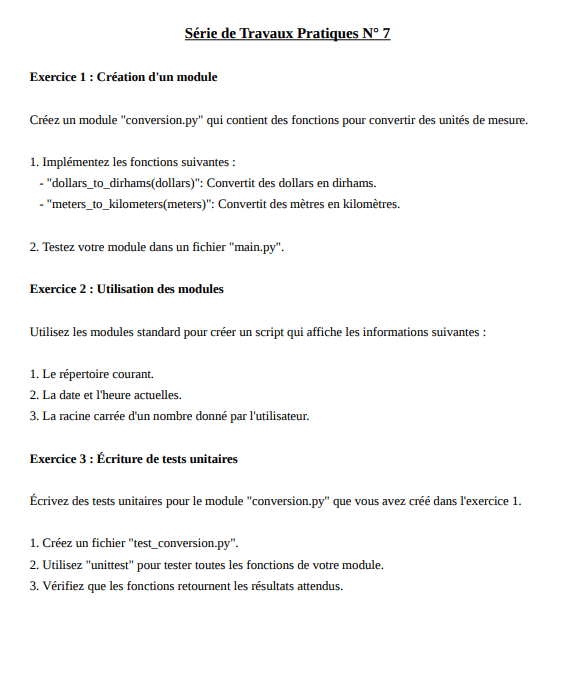 Série de Travaux Pratiques N° 7
Exercice 1 : Création d'un module
Créez un module "conversion.py" qui contient des fonctions pour convertir des unités de mesure.
1. Implémentez les fonctions suivantes :
- "dollars_to_dirhams(dollars)": Convertit des dollars en dirhams.
- "meters_to_kilometers(meters)": Convertit des mètres en kilomètres.
2. Testez votre module dans un fichier "main.py".
Exercice 2 : Utilisation des modules
Utilisez les modules standard pour créer un script qui affiche les informations suivantes :
1. Le répertoire courant.
2. La date et l'heure actuelles.
3. La racine carrée d'un nombre donné par l'utilisateur.
Exercice 3 : Écriture de tests unitaires
Écrivez des tests unitaires pour le module "conversion.py" que vous avez créé dans l'exercice 1.
1. Créez un fichier "test_conversion.py".
2. Utilisez "unittest" pour tester toutes les fonctions de votre module.
3. Vérifiez que les fonctions retournent les résultats attendus.